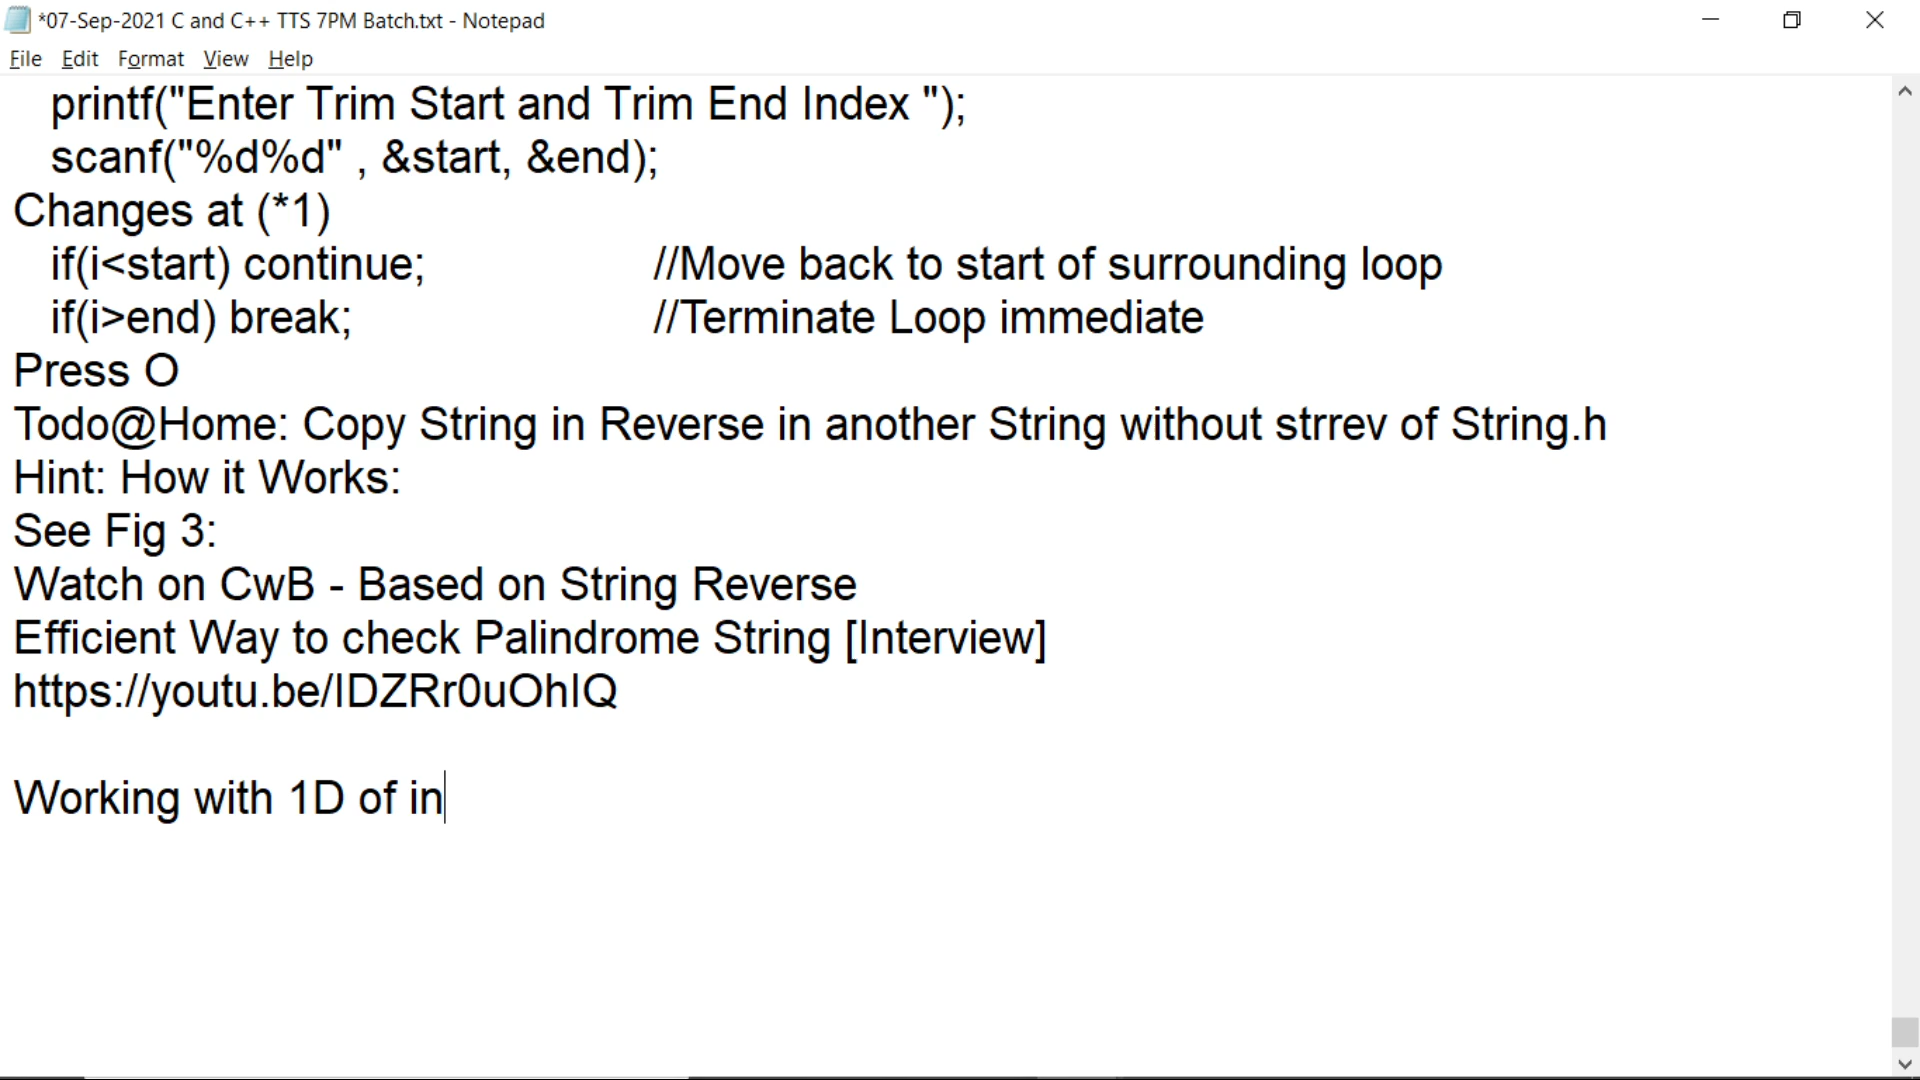 *07-Sep-2021 C and C++ TTS 7PM Batch.txt - Notepad
File Edit Format View Help
printf("Enter Trim Start and Trim End Index ");
scanf("%d%d" , &start, &end);
Changes at (*1)
if(i<start) continue; //Move back to start of surrounding loop
if(i>end) break; //Terminate Loop immediate
Press O
Todo@Home: Copy String in Reverse in another String without strrev of String.h
Hint: How it Works:
See Fig 3:
Watch on CwB - Based on String Reverse
Efficient Way to check Palindrome String [Interview]
https://youtu.be/IDZRr0uOhIQ
Working with 1D of in